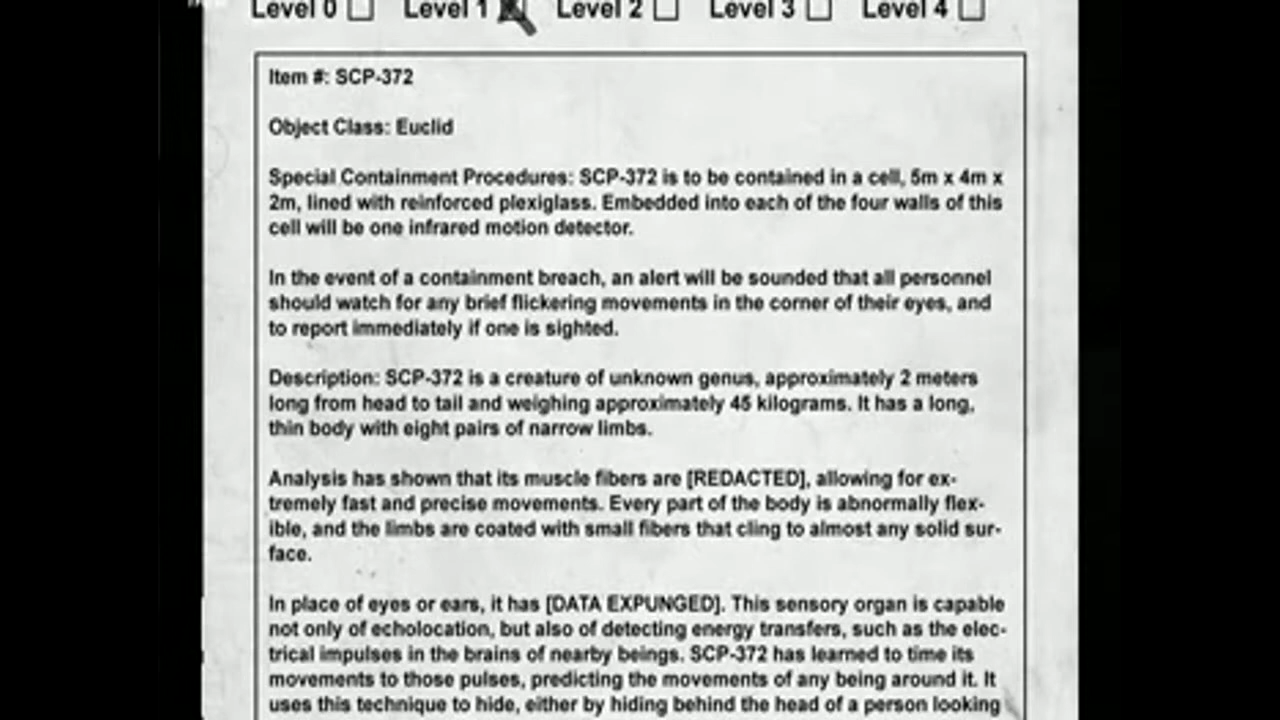 Level 0 Level 1 Level 2 Level 3 Level 4
Item #: SCP-372
Object Class: Euclid
Special Containment Procedures: SCP-372 is to be contained in a cell, 5m x 4m x
2m, lined with reinforced plexiglass. Embedded into each of the four walls of this
cell will be one infrared motion detector.
In the event of a containment breach, an alert will be sounded that all personnel
should watch for any brief flickering movements in the corner of their eyes, and
to report immediately if one is sighted.
Description: SCP-372 is a creature of unknown genus, approximately 2 meters
long from head to tail and weighing approximately 45 kilograms. It has a long,
thin body with eight pairs of narrow limbs.
Analysis has shown that its muscle fibers are [REDACTED], allowing for ex-
tremely fast and precise movements. Every part of the body is abnormally flex-
ible, and the limbs are coated with small fibers that cling to almost any solid sur-
face.
In place of eyes or ears, it has [DATA EXPUNGED]. This sensory organ is capable
not only of echolocation, but also of detecting energy transfers, such as the elec-
trical impulses in the brains of nearby beings. SCP-372 has learned to time its
movements to those pulses, predicting the movements of any being around it. It
uses this technique to hide, either by hiding behind the head of a person looking